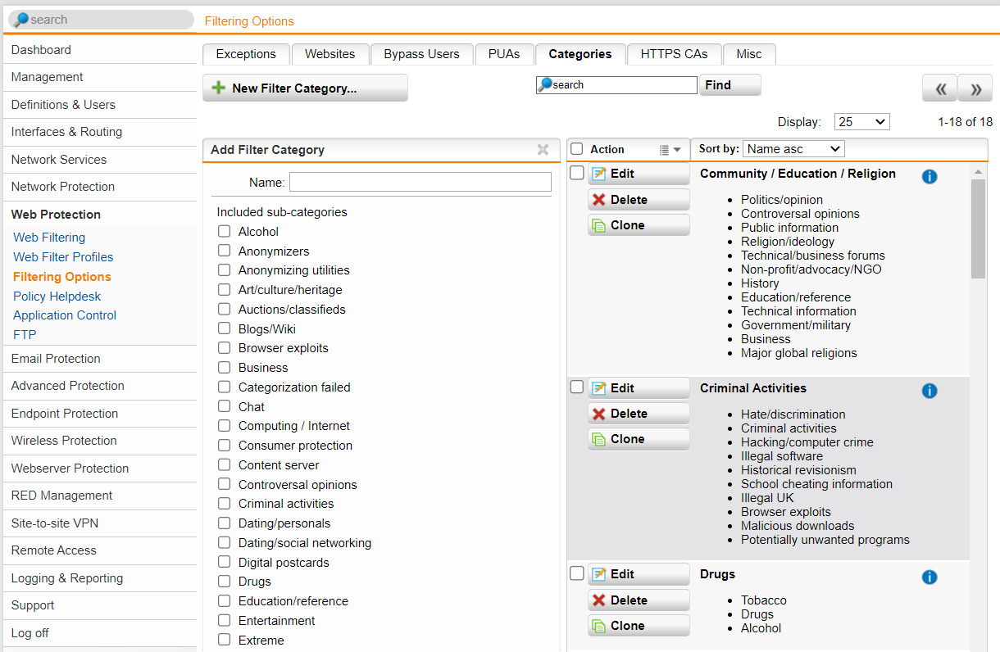 search
Filtering Options
Dashboard
Management
Definitions & Users
Interfaces & Routing
Network Services
Network Protection
Web Protection
Web Filtering
Web Filter Profiles
Filtering Options
Policy Helpdesk
Application Control
FTP
Email Protection
Advanced Protection
Endpoint Protection
Wireless Protection
Webserver Protection
RED Management
Site-to-site VPN
Remote Access
Logging & Reporting
Support
Log off
Exceptions
Websites
Bypass Users
PUAs
Categories
HTTPS CAs
Misc
New Filter Category...
search
Find
Display:
25
1-18 of 18
Add Filter Category
Name:
Included sub-categories
Alcohol
Anonymizers
Anonymizing utilities
Art/culture/heritage
Auctions/classifieds
Blogs/Wiki
Browser exploits
Business
Categorization failed
Chat
Computing / Internet
Consumer protection
Content server
Controversal opinions
Criminal activities
Dating/personals
Dating/social networking
Digital postcards
Drugs
Education/reference
Entertainment
Extreme
Action
Sort by:
Name asc
Edit
Delete
Clone
Community / Education / Religion
Politics/opinion
Controversal opinions
Public information
Religion/ideology
Technical/business forums
Non-profit/advocacy/NGO
History
Education/reference
Technical information
Government/military
Business
Major global religions
Edit
Delete
Clone
Criminal Activities
Hate/discrimination
Criminal activities
Hacking/computer crime
Illegal software
Historical revisionism
School cheating information
Illegal UK
Browser exploits
Malicious downloads
Potentially unwanted programs
Edit
Delete
Clone
Drugs
Tobacco
Drugs
Alcohol